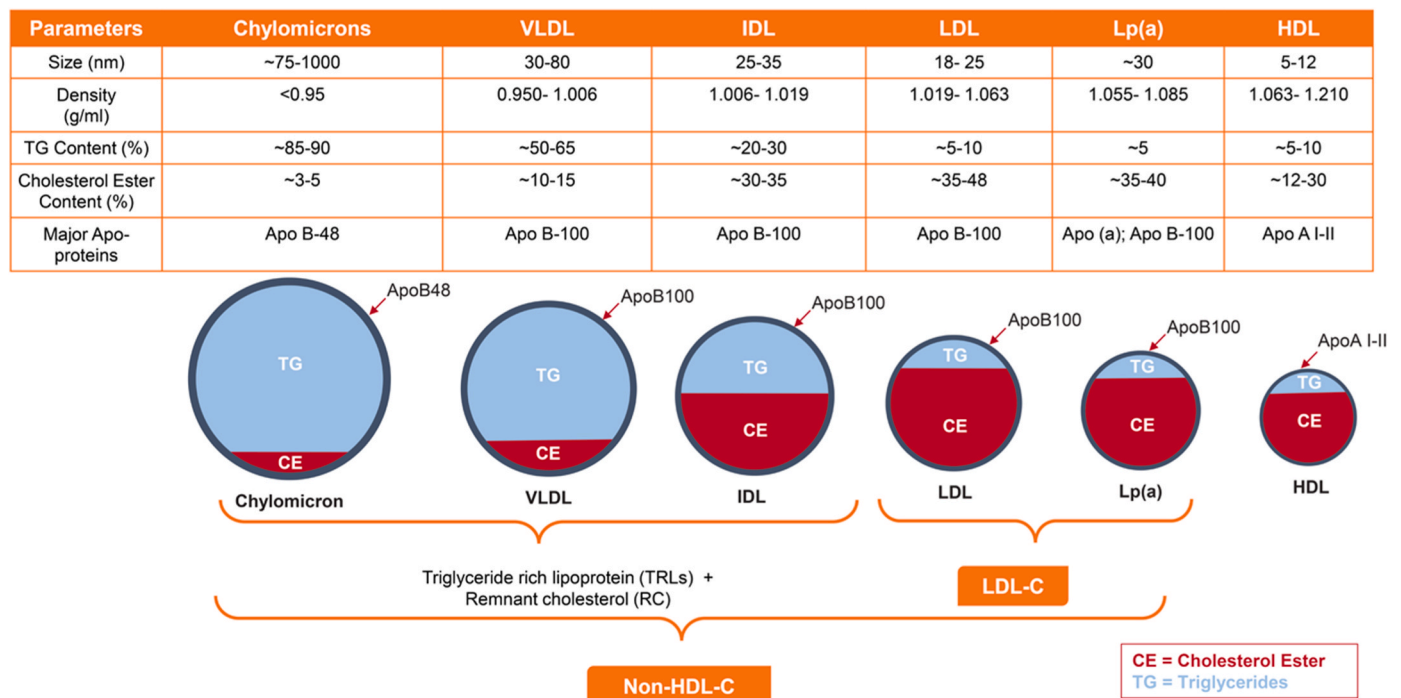 Parameters Chylomicrons VLDL IDL LDL Lp(a) HDL
Size (nm) ~75-1000 30-80 25-35 18- 25 ~30 5-12
Density
(g/ml) <0.95 0.950- 1.006 1.006- 1.019 1.019- 1.063 1.055- 1.085 1.063- 1.210
TG Content (%) ~85-90 ~50-65 ~20-30 ~5-10 ~5 ~5-10
Cholesterol Ester
Content (%) ~3-5 ~10-15 ~30-35 ~35-48 ~35-40 ~12-30
Major Apo-
proteins Apo B-48 Apo B-100 Apo B-100 Apo B-100 Apo (a); Apo B-100 Apo A I-II
ApoB48 ApoB100 ApoB100 ApoB100 ApoB100 ApoA I-II
TG TG TG TG TG TG
CE CE CE CE CE CE
Chylomicron VLDL IDL LDL Lp(a) HDL
Triglyceride rich lipoprotein (TRLs) +
Remnant cholesterol (RC)
LDL-C
Non-HDL-C
CE = Cholesterol Ester
TG = Triglycerides